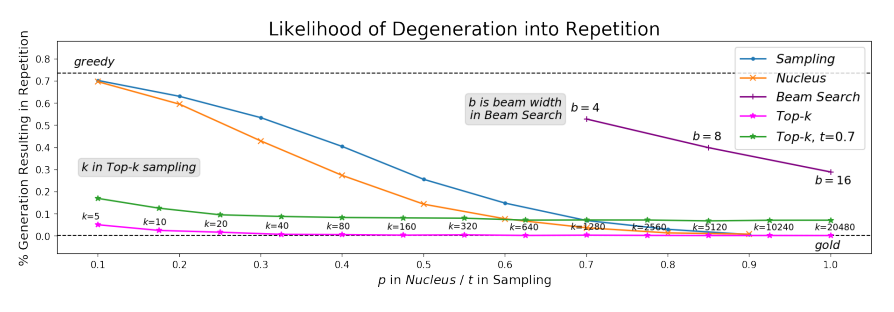 Likelihood of Degeneration into Repetition
% Generation Resulting in Repetition
0.8
0.7
0.6
0.5
0.4
0.3
0.2
0.1
0.0
greedy
k in Top-k sampling
b is beam width
in Beam Search
b = 4
b = 8
b = 16
Sampling
Nucleus
Beam Search
Top-k
Top-k, t=0.7
k=5
k=10
k=20
k=40
k=80
k=160
k=320
k=640
k=1280
k=2560
k=5120
k=10240
k=20480
gold
0.1 0.2 0.3 0.4 0.5 0.6 0.7 0.8 0.9 1.0
p in Nucleus / t in Sampling